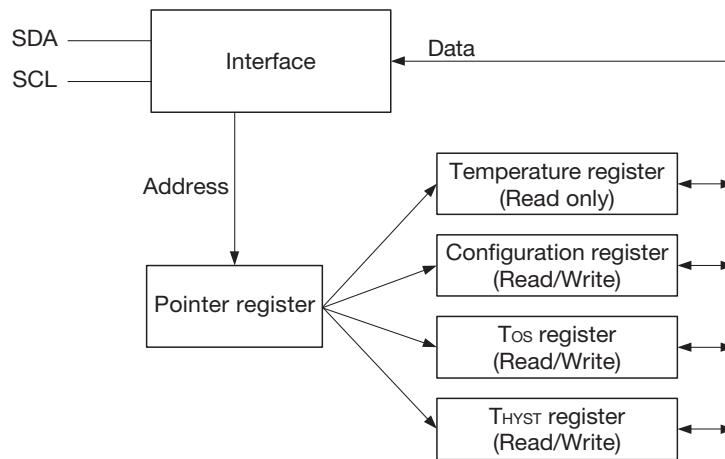 SDA
SCL
Interface
Data
Address
Pointer register
Temperature register
(Read only)
Configuration register
(Read/Write)
TOS register
(Read/Write)
THYST register
(Read/Write)